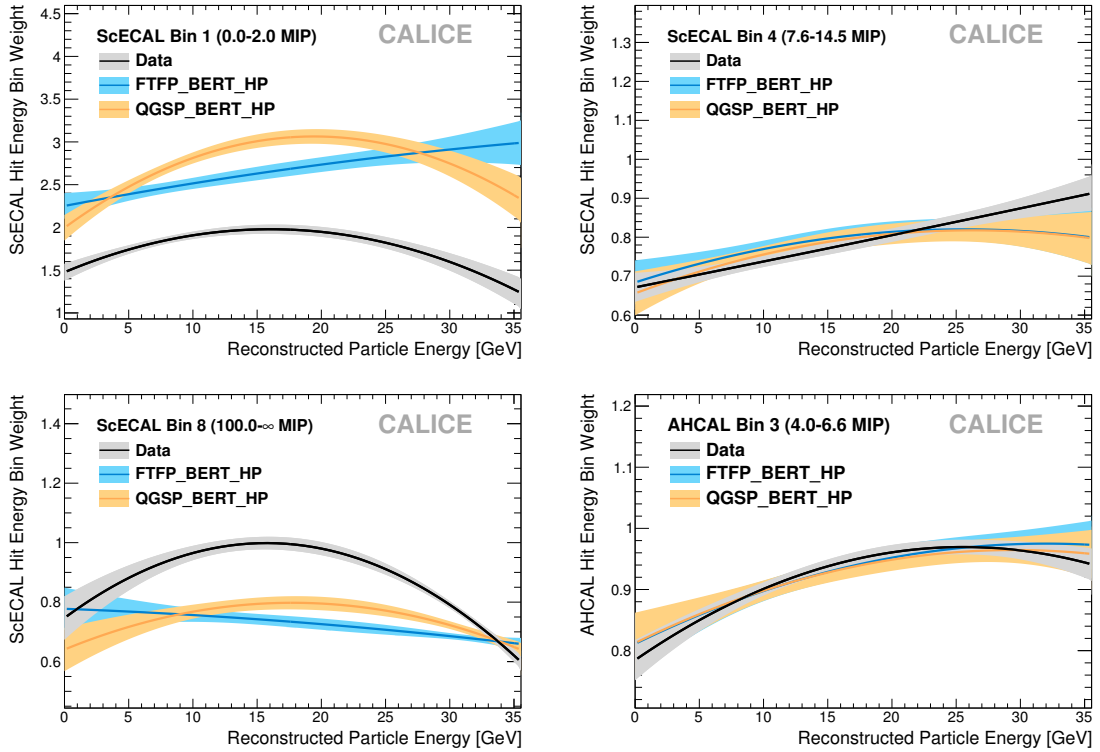 ScECAL Hit Energy Bin Weight
ScECAL Bin 1 (0.0-2.0 MIP)
CALICE
Data
FTFP_BERT_HP
QGSP_BERT_HP
4.5
4
3.5
3
2.5
2
1.5
1
0 5 10 15 20 25 30 35
Reconstructed Particle Energy [GeV]
ScECAL Hit Energy Bin Weight
ScECAL Bin 4 (7.6-14.5 MIP)
CALICE
Data
FTFP_BERT_HP
QGSP_BERT_HP
1.3
1.2
1.1
1
0.9
0.8
0.7
0.6
0 5 10 15 20 25 30 35
Reconstructed Particle Energy [GeV]
ScECAL Hit Energy Bin Weight
ScECAL Bin 8 (100.0-∞ MIP)
CALICE
Data
FTFP_BERT_HP
QGSP_BERT_HP
1.4
1.2
1
0.8
0.6
0 5 10 15 20 25 30 35
Reconstructed Particle Energy [GeV]
AHCAL Hit Energy Bin Weight
AHCAL Bin 3 (4.0-6.6 MIP)
CALICE
Data
FTFP_BERT_HP
QGSP_BERT_HP
1.2
1.1
1
0.9
0.8
0 5 10 15 20 25 30 35
Reconstructed Particle Energy [GeV]